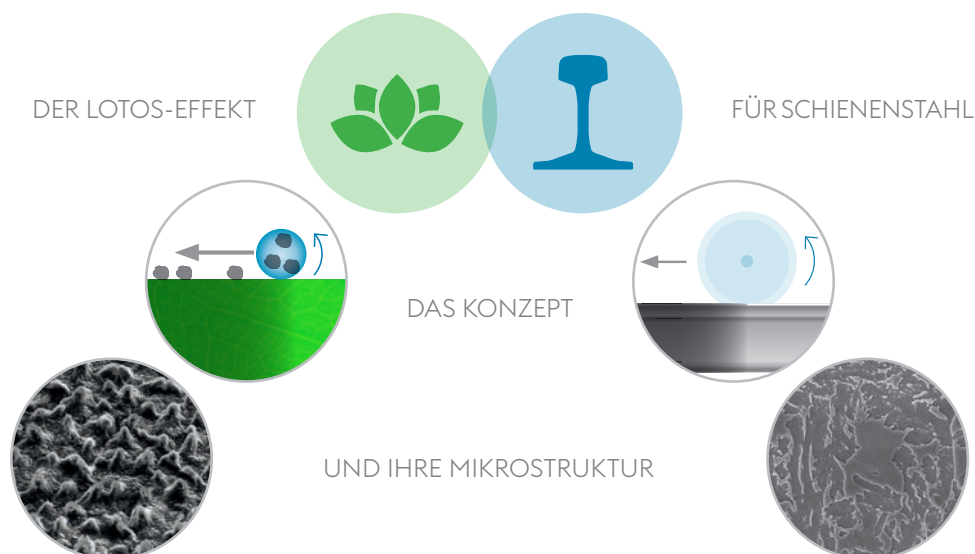 DER LOTOS-EFFEKT
FÜR SCHIENENSTAHL
DAS KONZEPT
UND IHRE MIKROSTRUKTUR